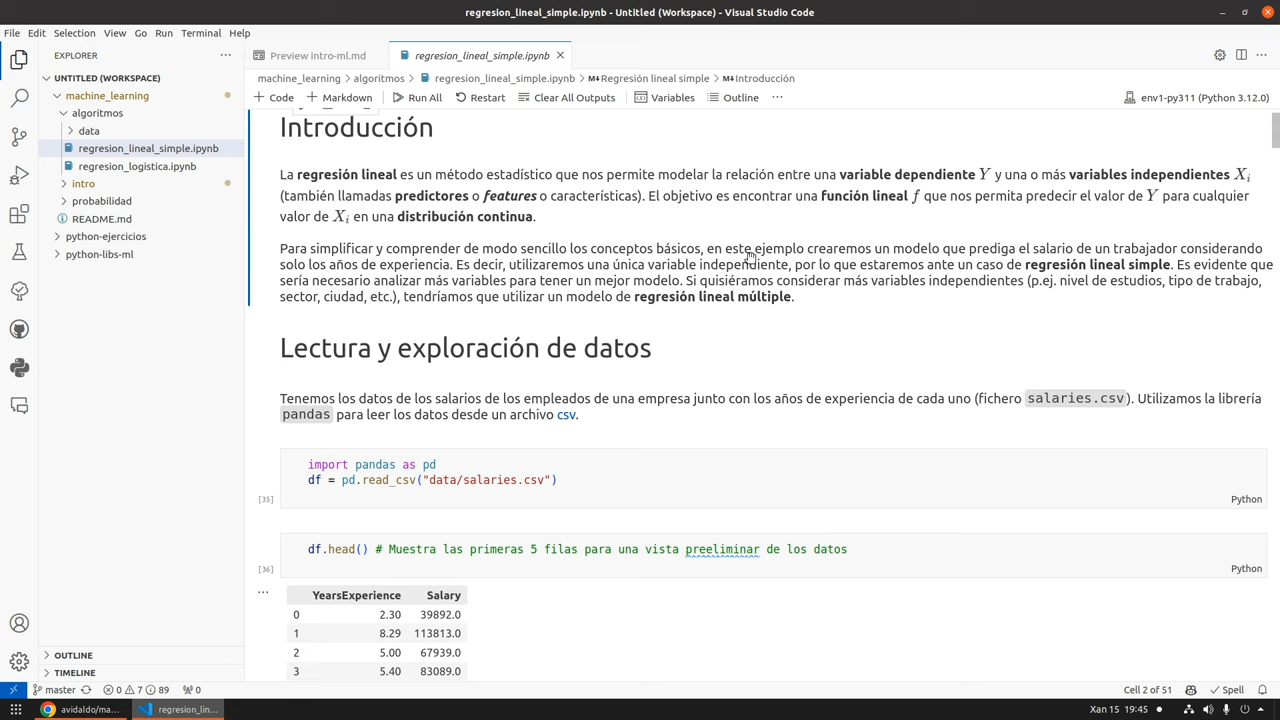 regresion_lineal_simple.ipynb - Untitled (Workspace) - Visual Studio Code
File Edit Selection View Go Run Terminal Help
EXPLORER
Preview intro-ml.md
regresion_lineal_simple.ipynb
UNTITLED (WORKSPACE)
machine_learning
algoritmos
data
regresion_lineal_simple.ipynb
regresion_logistica.ipynb
intro
probabilidad
README.md
python-ejercicios
python-libs-ml
OUTLINE
TIMELINE
machine_learning > algoritmos > regresion_lineal_simple.ipynb > M↓Regresión lineal simple > M↓Introducción
+ Code + Markdown Run All Restart Clear All Outputs Variables Outline ... env1-py311 (Python 3.12.0)
Introducción
La regresión lineal es un método estadístico que nos permite modelar la relación entre una variable dependiente Y y una o más variables independientes Xi
(también llamadas predictores o features o características). El objetivo es encontrar una función lineal f que nos permita predecir el valor de Y para cualquier
valor de Xi en una distribución continua.
Para simplificar y comprender de modo sencillo los conceptos básicos, en este ejemplo crearemos un modelo que prediga el salario de un trabajador considerando
solo los años de experiencia. Es decir, utilizaremos una única variable independiente, por lo que estaremos ante un caso de regresión lineal simple. Es evidente que
sería necesario analizar más variables para tener un mejor modelo. Si quisiéramos considerar más variables independientes (p.ej. nivel de estudios, tipo de trabajo,
sector, ciudad, etc.), tendríamos que utilizar un modelo de regresión lineal múltiple.
Lectura y exploración de datos
Tenemos los datos de los salarios de los empleados de una empresa junto con los años de experiencia de cada uno (fichero salaries.csv). Utilizamos la librería
pandas para leer los datos desde un archivo csv.
import pandas as pd
df = pd.read_csv("data/salaries.csv")
[35] Python
df.head() # Muestra las primeras 5 filas para una vista preeliminar de los datos
[36] Python
...
YearsExperience Salary
0 2.30 39892.0
1 8.29 113813.0
2 5.00 67939.0
3 5.40 83089.0
master 0 7 89 0 Cell 2 of 51 Spell
avidaldo/ma... regresion_lin... Xan 15 19:45